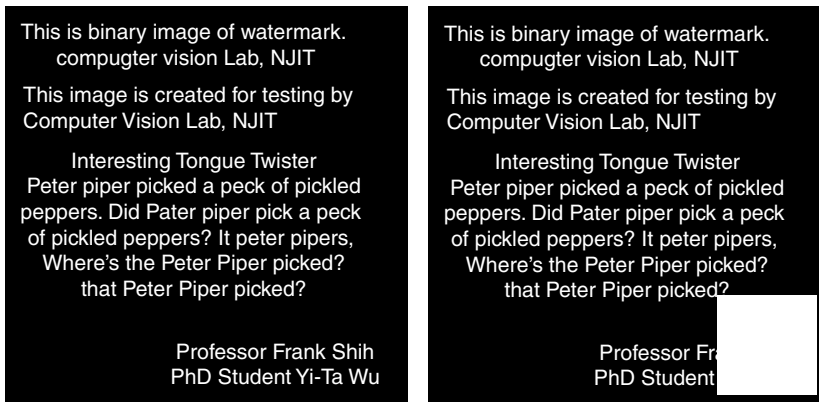 This is binary image of watermark.
compugter vision Lab, NJIT
This image is created for testing by
Computer Vision Lab, NJIT
Interesting Tongue Twister
Peter piper picked a peck of pickled
peppers. Did Pater piper pick a peck
of pickled peppers? It peter pipers,
Where's the Peter Piper picked?
that Peter Piper picked?
Professor Frank Shih
PhD Student Yi-Ta Wu
This is binary image of watermark.
compugter vision Lab, NJIT
This image is created for testing by
Computer Vision Lab, NJIT
Interesting Tongue Twister
Peter piper picked a peck of pickled
peppers. Did Pater piper pick a peck
of pickled peppers? It peter pipers,
Where's the Peter Piper picked?
that Peter Piper picked?
Professor
PhD Student